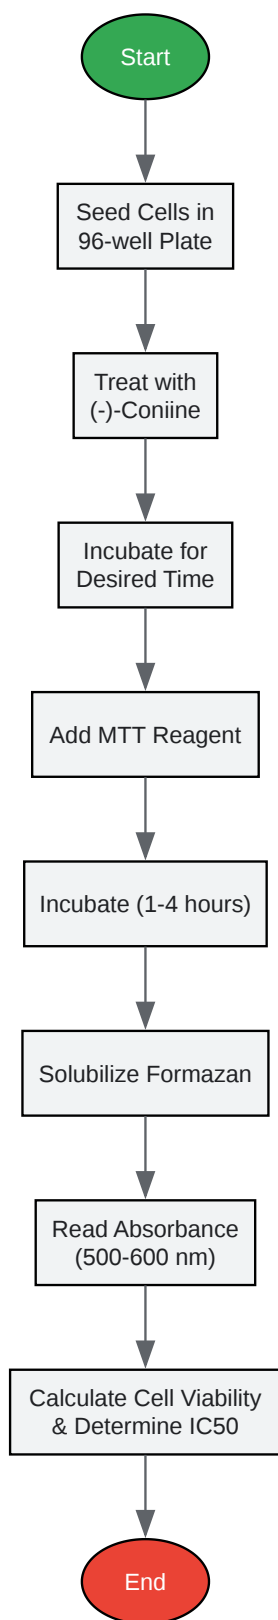 Start
Seed Cells in
96-well Plate
Treat with
(-)-Coniine
Incubate for
Desired Time
Add MTT Reagent
Incubate (1-4 hours)
Solubilize Formazan
Read Absorbance
(500-600 nm)
Calculate Cell Viability
& Determine IC50
End